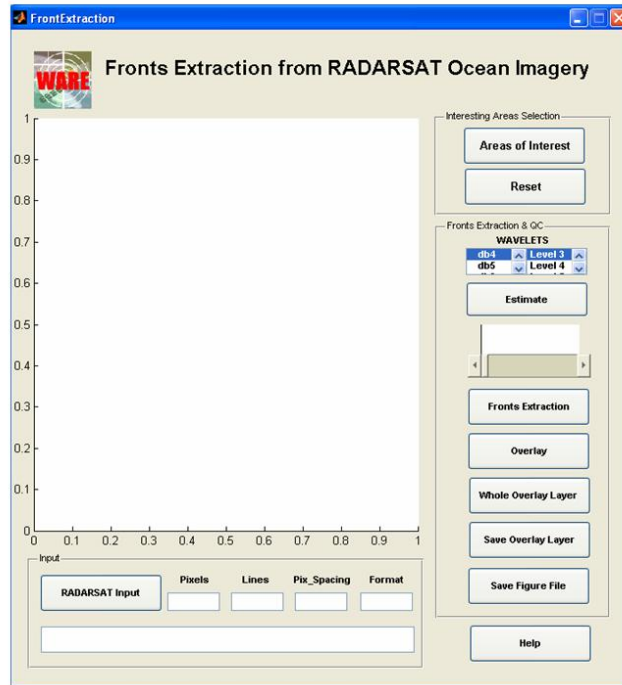 FrontExtraction
WARE
Fronts Extraction from RADARSAT Ocean Imagery
1
0.9
0.8
0.7
0.6
0.5
0.4
0.3
0.2
0.1
0
0 0.1 0.2 0.3 0.4 0.5 0.6 0.7 0.8 0.9 1
Interesting Areas Selection
Areas of Interest
Reset
Fronts Extraction & QC
WAVELETS
db4 Level 3
db5 Level 4
Estimate
Fronts Extraction
Overlay
Whole Overlay Layer
Save Overlay Layer
Save Figure File
Input
Pixels Lines Pix_Spacing Format
RADARSAT Input
Help